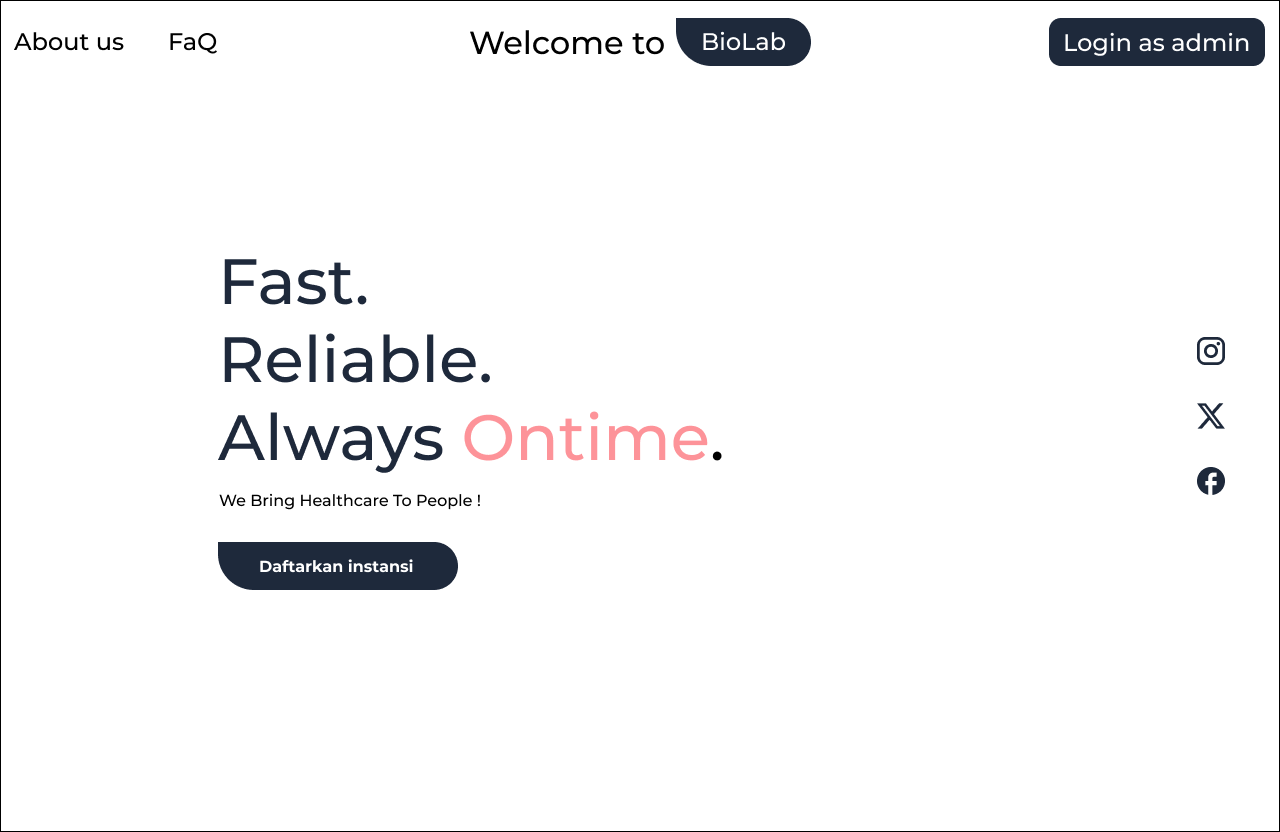 About us FaQ Welcome to BioLab Login as admin
Fast.
Reliable.
Always Ontime.
We Bring Healthcare To People !
Daftarkan instansi